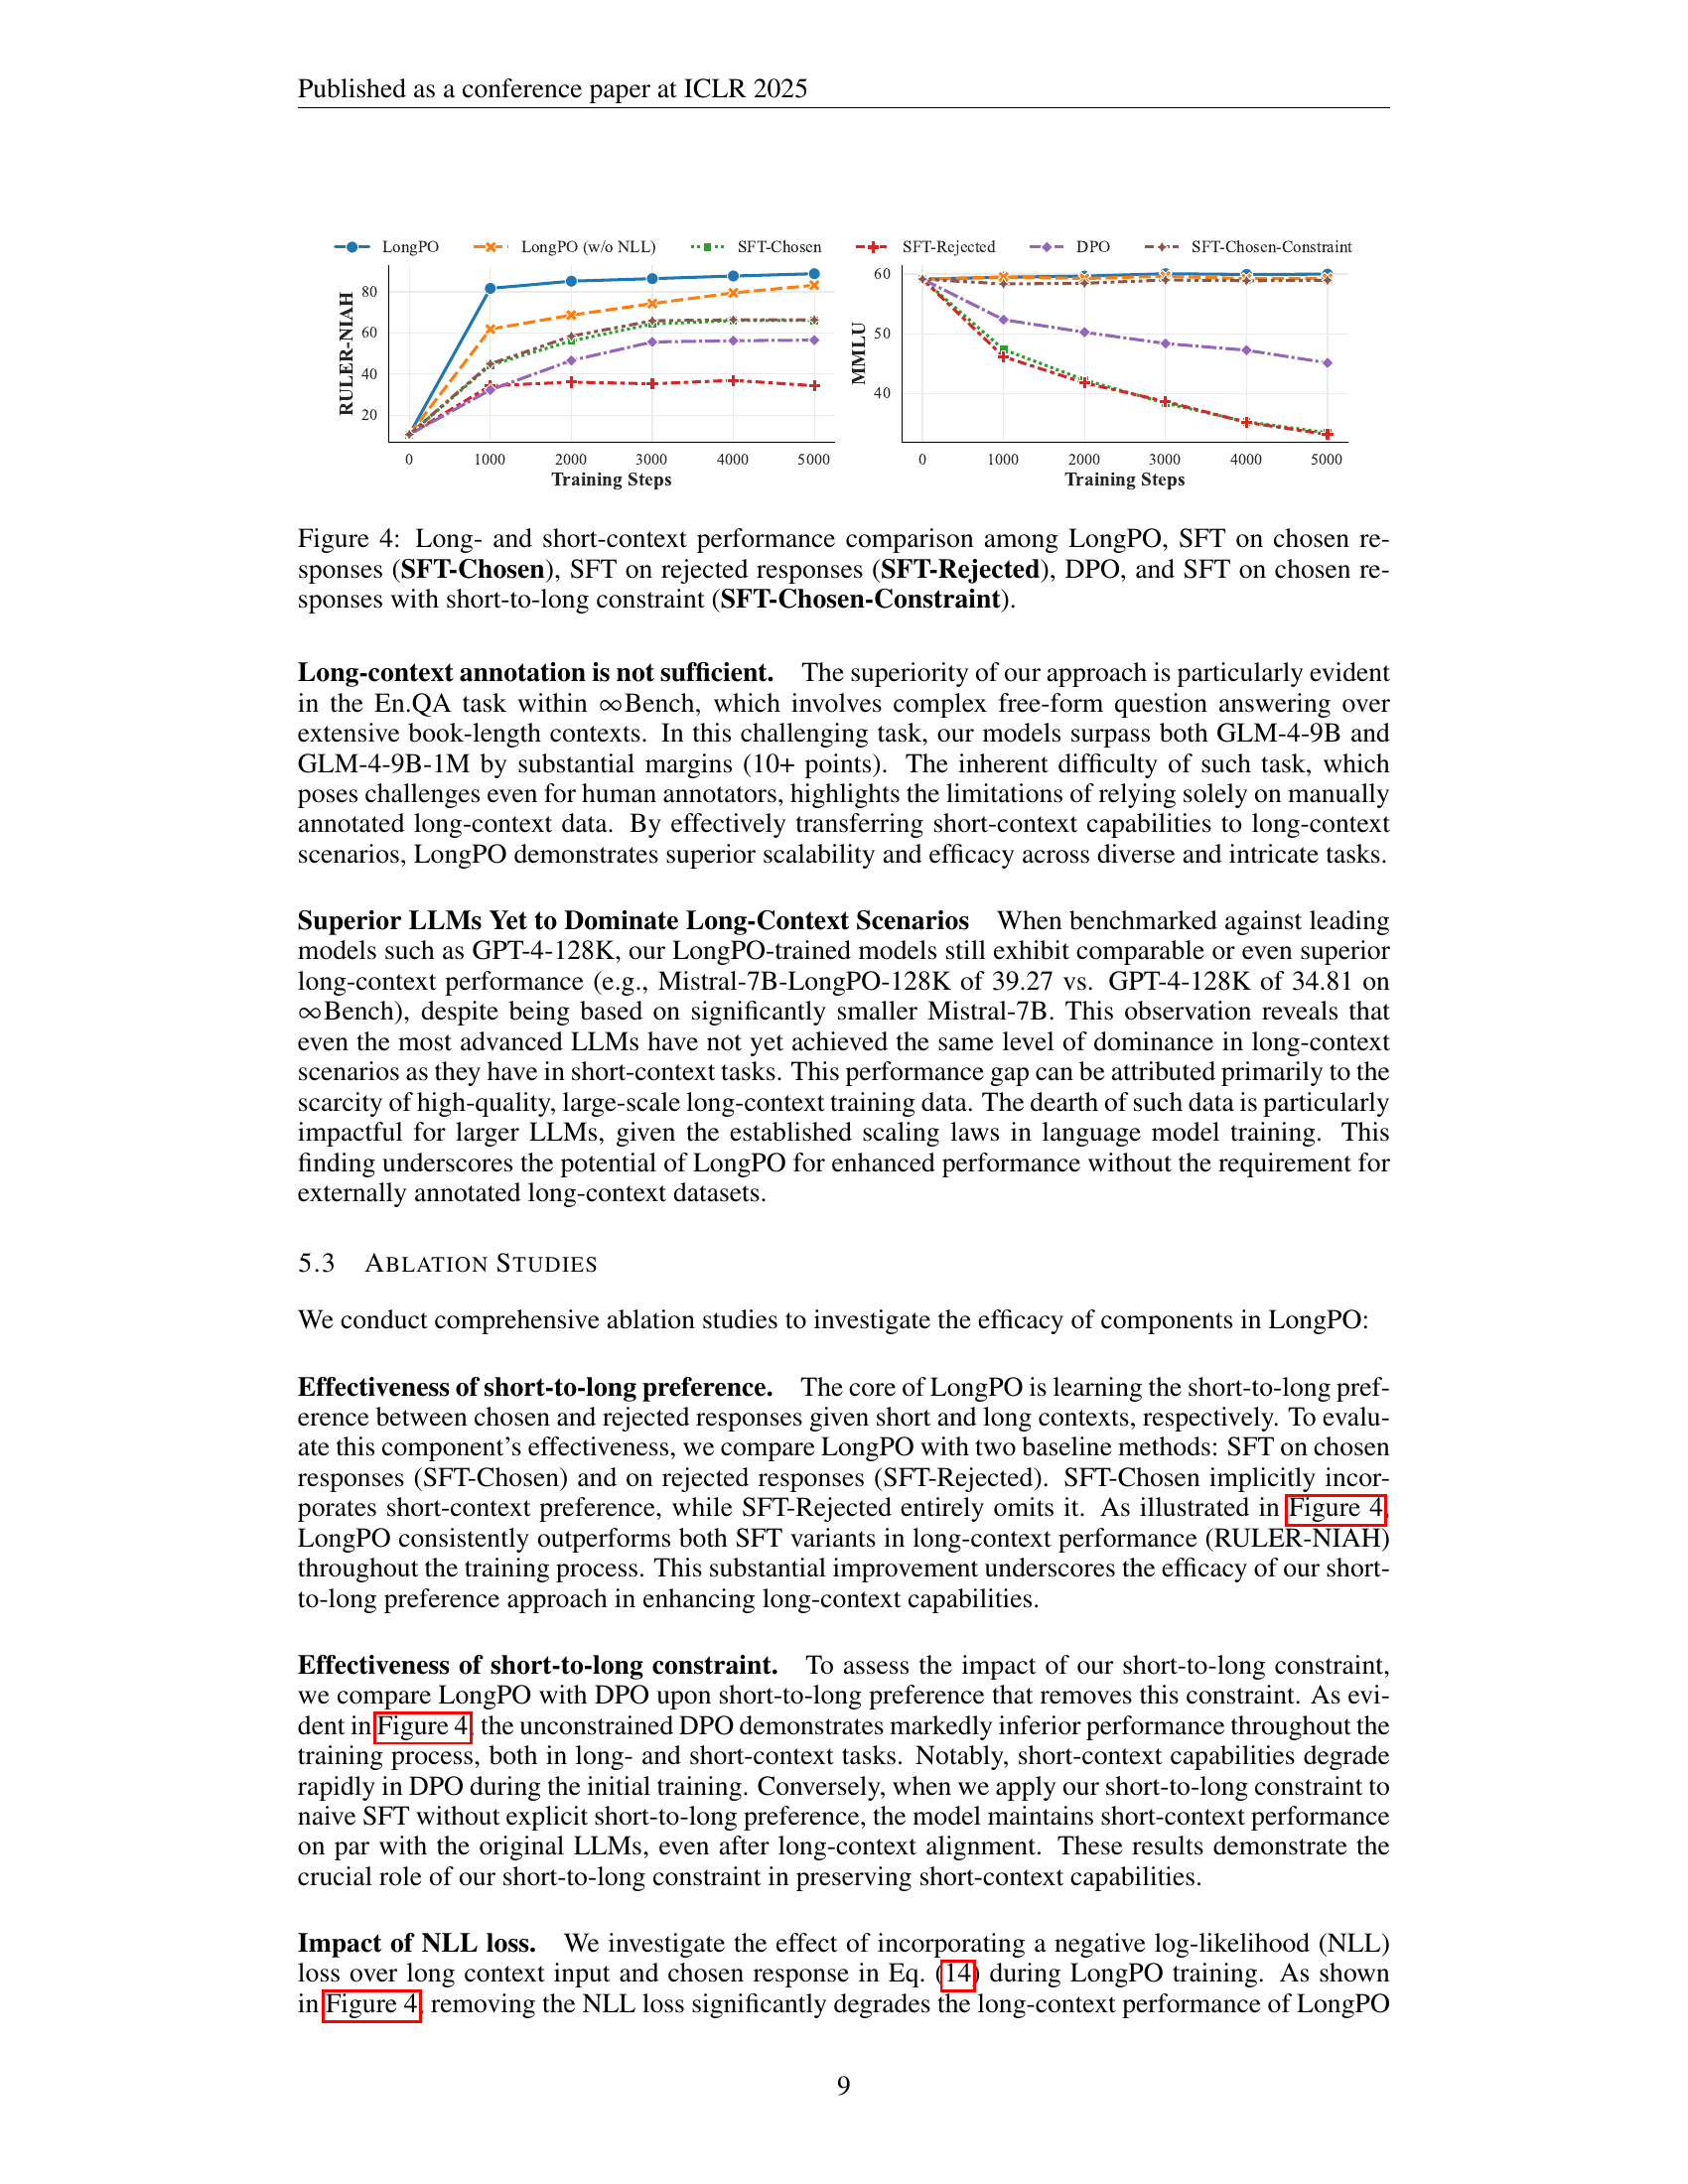 Published as a conference paper at ICLR 2025
LongPO LongPO (w/o NLL) SFT-Chosen SFT-Rejected DPO SFT-Chosen-Constraint
RULER-NIAH
80
60
40
20
0 1000 2000 3000 4000 5000
Training Steps
MMLU
60
50
40
0 1000 2000 3000 4000 5000
Training Steps
Figure 4: Long- and short-context performance comparison among LongPO, SFT on chosen re-
sponses (SFT-Chosen), SFT on rejected responses (SFT-Rejected), DPO, and SFT on chosen re-
sponses with short-to-long constraint (SFT-Chosen-Constraint).
Long-context annotation is not sufficient. The superiority of our approach is particularly evident
in the En.QA task within ∞Bench, which involves complex free-form question answering over
extensive book-length contexts. In this challenging task, our models surpass both GLM-4-9B and
GLM-4-9B-1M by substantial margins (10+ points). The inherent difficulty of such task, which
poses challenges even for human annotators, highlights the limitations of relying solely on manually
annotated long-context data. By effectively transferring short-context capabilities to long-context
scenarios, LongPO demonstrates superior scalability and efficacy across diverse and intricate tasks.
Superior LLMs Yet to Dominate Long-Context Scenarios When benchmarked against leading
models such as GPT-4-128K, our LongPO-trained models still exhibit comparable or even superior
long-context performance (e.g., Mistral-7B-LongPO-128K of 39.27 vs. GPT-4-128K of 34.81 on
∞Bench), despite being based on significantly smaller Mistral-7B. This observation reveals that
even the most advanced LLMs have not yet achieved the same level of dominance in long-context
scenarios as they have in short-context tasks. This performance gap can be attributed primarily to the
scarcity of high-quality, large-scale long-context training data. The dearth of such data is particularly
impactful for larger LLMs, given the established scaling laws in language model training. This
finding underscores the potential of LongPO for enhanced performance without the requirement for
externally annotated long-context datasets.
5.3 ABLATION STUDIES
We conduct comprehensive ablation studies to investigate the efficacy of components in LongPO:
Effectiveness of short-to-long preference. The core of LongPO is learning the short-to-long pref-
erence between chosen and rejected responses given short and long contexts, respectively. To evalu-
ate this component's effectiveness, we compare LongPO with two baseline methods: SFT on chosen
responses (SFT-Chosen) and on rejected responses (SFT-Rejected). SFT-Chosen implicitly incor-
porates short-context preference, while SFT-Rejected entirely omits it. As illustrated in Figure 4,
LongPO consistently outperforms both SFT variants in long-context performance (RULER-NIAH)
throughout the training process. This substantial improvement underscores the efficacy of our short-
to-long preference approach in enhancing long-context capabilities.
Effectiveness of short-to-long constraint. To assess the impact of our short-to-long constraint,
we compare LongPO with DPO upon short-to-long preference that removes this constraint. As evi-
dent in Figure 4, the unconstrained DPO demonstrates markedly inferior performance throughout the
training process, both in long- and short-context tasks. Notably, short-context capabilities degrade
rapidly in DPO during the initial training. Conversely, when we apply our short-to-long constraint to
naive SFT without explicit short-to-long preference, the model maintains short-context performance
on par with the original LLMs, even after long-context alignment. These results demonstrate the
crucial role of our short-to-long constraint in preserving short-context capabilities.
Impact of NLL loss. We investigate the effect of incorporating a negative log-likelihood (NLL)
loss over long context input and chosen response in Eq. (14) during LongPO training. As shown
in Figure 4, removing the NLL loss significantly degrades the long-context performance of LongPO
9